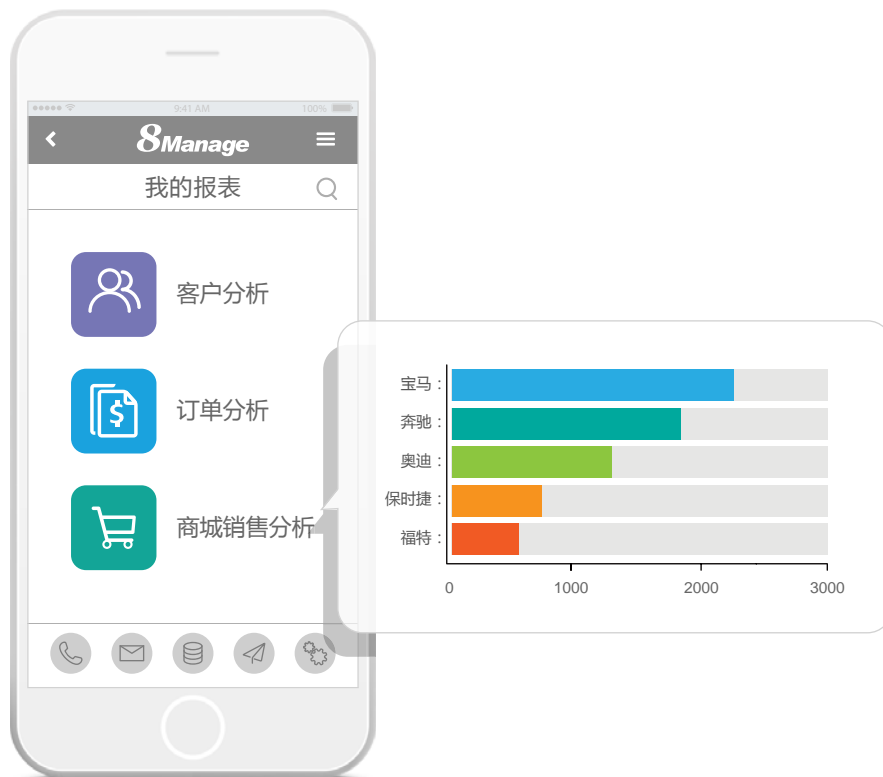 9:41 AM
100%
8Manage
我的报表
客户分析
订单分析
商城销售分析
宝马：
奔驰：
奥迪：
保时捷：
福特：
0 1000 2000 3000